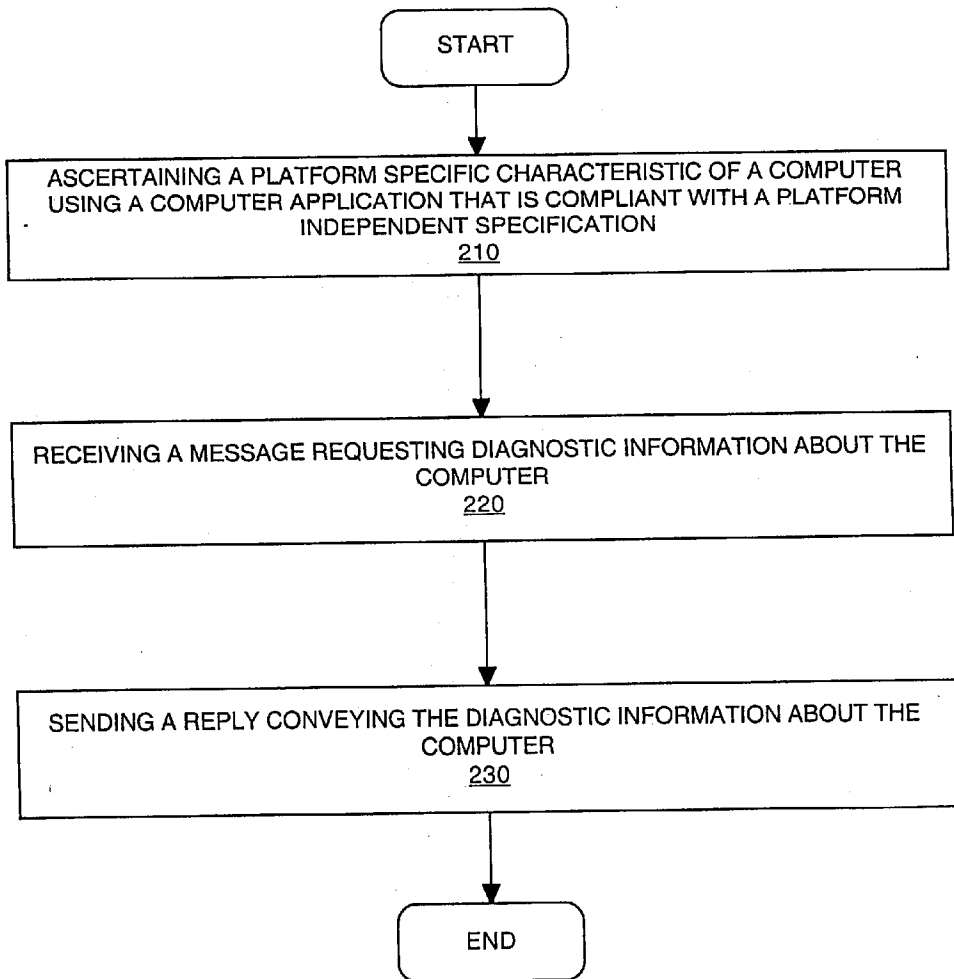 START
ASCERTAINING A PLATFORM SPECIFIC CHARACTERISTIC OF A COMPUTER
USING A COMPUTER APPLICATION THAT IS COMPLIANT WITH A PLATFORM
INDEPENDENT SPECIFICATION
210
RECEIVING A MESSAGE REQUESTING DIAGNOSTIC INFORMATION ABOUT THE
COMPUTER
220
SENDING A REPLY CONVEYING THE DIAGNOSTIC INFORMATION ABOUT THE
COMPUTER
230
END